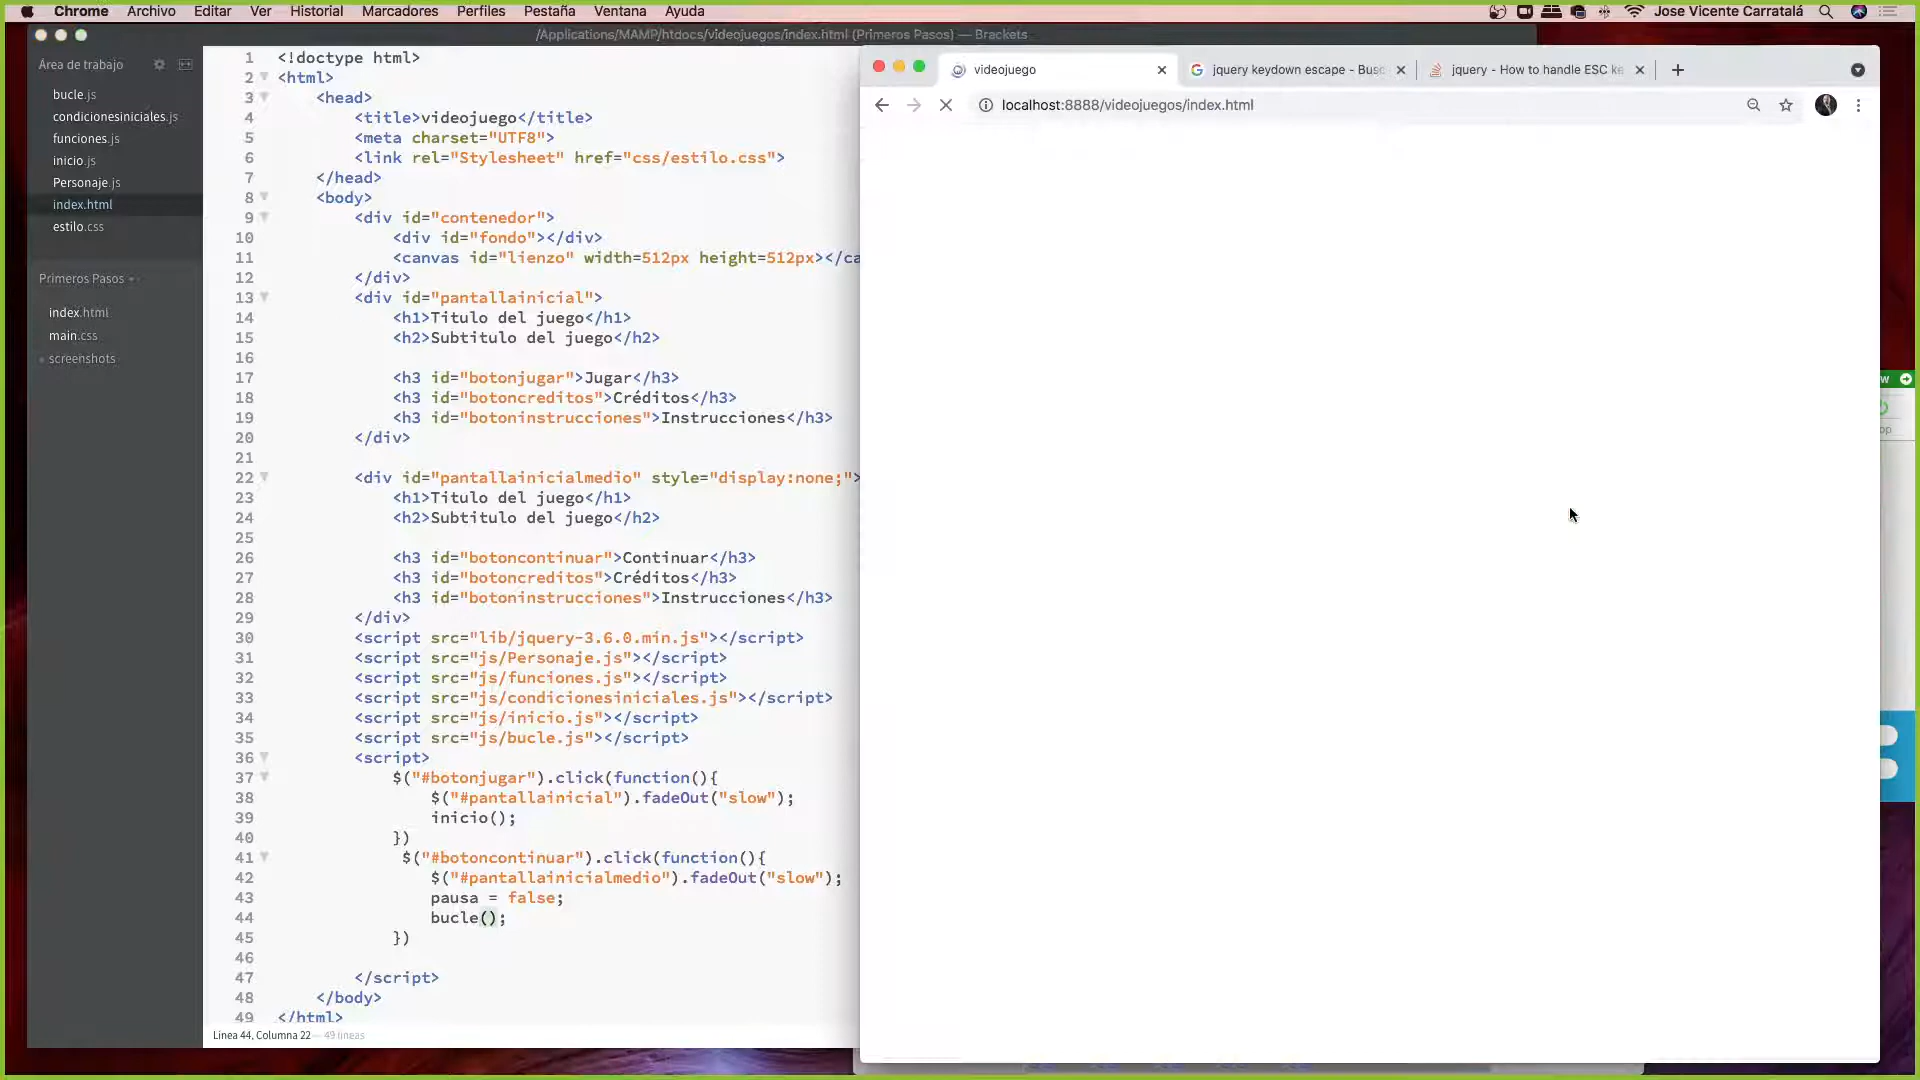 Chrome Archivo Editar Ver Historial Marcadores Perfiles Pestaña Ventana Ayuda Jose Vicente Carratalá
/Applications/MAMP/htdocs/videojuegos/index.html (Primeros Pasos) — Brackets
Área de trabajo
bucle.js
condicionesiniciales.js
funciones.js
inicio.js
Personaje.js
index.html
estilo.css
Primeros Pasos
index.html
main.css
screenshots
1 <!doctype html>
2 <html>
3 <head>
4 <title>videojuego</title>
5 <meta charset="UTF8">
6 <link rel="Stylesheet" href="css/estilo.css">
7 </head>
8 <body>
9 <div id="contenedor">
10 <div id="fondo"></div>
11 <canvas id="lienzo" width=512px height=512px></ca
12 </div>
13 <div id="pantallainicial">
14 <h1>Titulo del juego</h1>
15 <h2>Subtitulo del juego</h2>
16
17 <h3 id="botonjugar">Jugar</h3>
18 <h3 id="botoncreditos">Créditos</h3>
19 <h3 id="botoninstrucciones">Instrucciones</h3>
20 </div>
21
22 <div id="pantallainicialmedio" style="display:none;">
23 <h1>Titulo del juego</h1>
24 <h2>Subtitulo del juego</h2>
25
26 <h3 id="botoncontinuar">Continuar</h3>
27 <h3 id="botoncreditos">Créditos</h3>
28 <h3 id="botoninstrucciones">Instrucciones</h3>
29 </div>
30 <script src="lib/jquery-3.6.0.min.js"></script>
31 <script src="js/Personaje.js"></script>
32 <script src="js/funciones.js"></script>
33 <script src="js/condicionesiniciales.js"></script>
34 <script src="js/inicio.js"></script>
35 <script src="js/bucle.js"></script>
36 <script>
37 $("#botonjugar").click(function(){
38 $("#pantallainicial").fadeOut("slow");
39 inicio();
40 })
41 $("#botoncontinuar").click(function(){
42 $("#pantallainicialmedio").fadeOut("slow");
43 pausa = false;
44 bucle();
45 })
46
47 </script>
48 </body>
49 </html>
Línea 44, Columna 22 — 49 líneas
videojuego jquery keydown escape - Busc jquery - How to handle ESC ke
localhost:8888/videojuegos/index.html